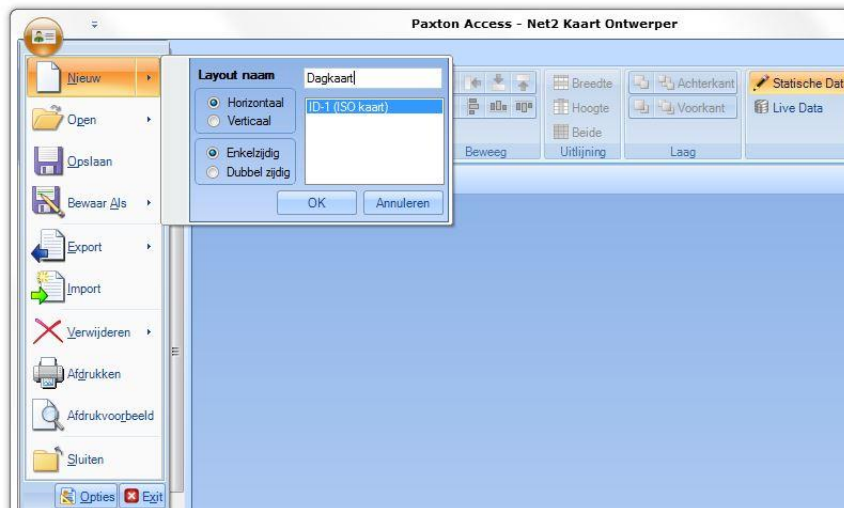 Paxton Access - Net2 Kaart Ontwerper
Nieuw
Open
Opslaan
Bewaar Als
Export
Import
Verwijderen
Afdrukken
Afdrukvoorbeeld
Sluiten
Opties
Exit
Layout naam
Dagkaart
Horizontaal
Verticaal
ID-1 (ISO kaart)
Enkelzijdig
Dubbel zijdig
OK
Annuleren
Beweeg
Breedte
Hoogte
Beide
Uitlijning
Achterkant
Voorkant
Laag
Statische Dat
Live Data